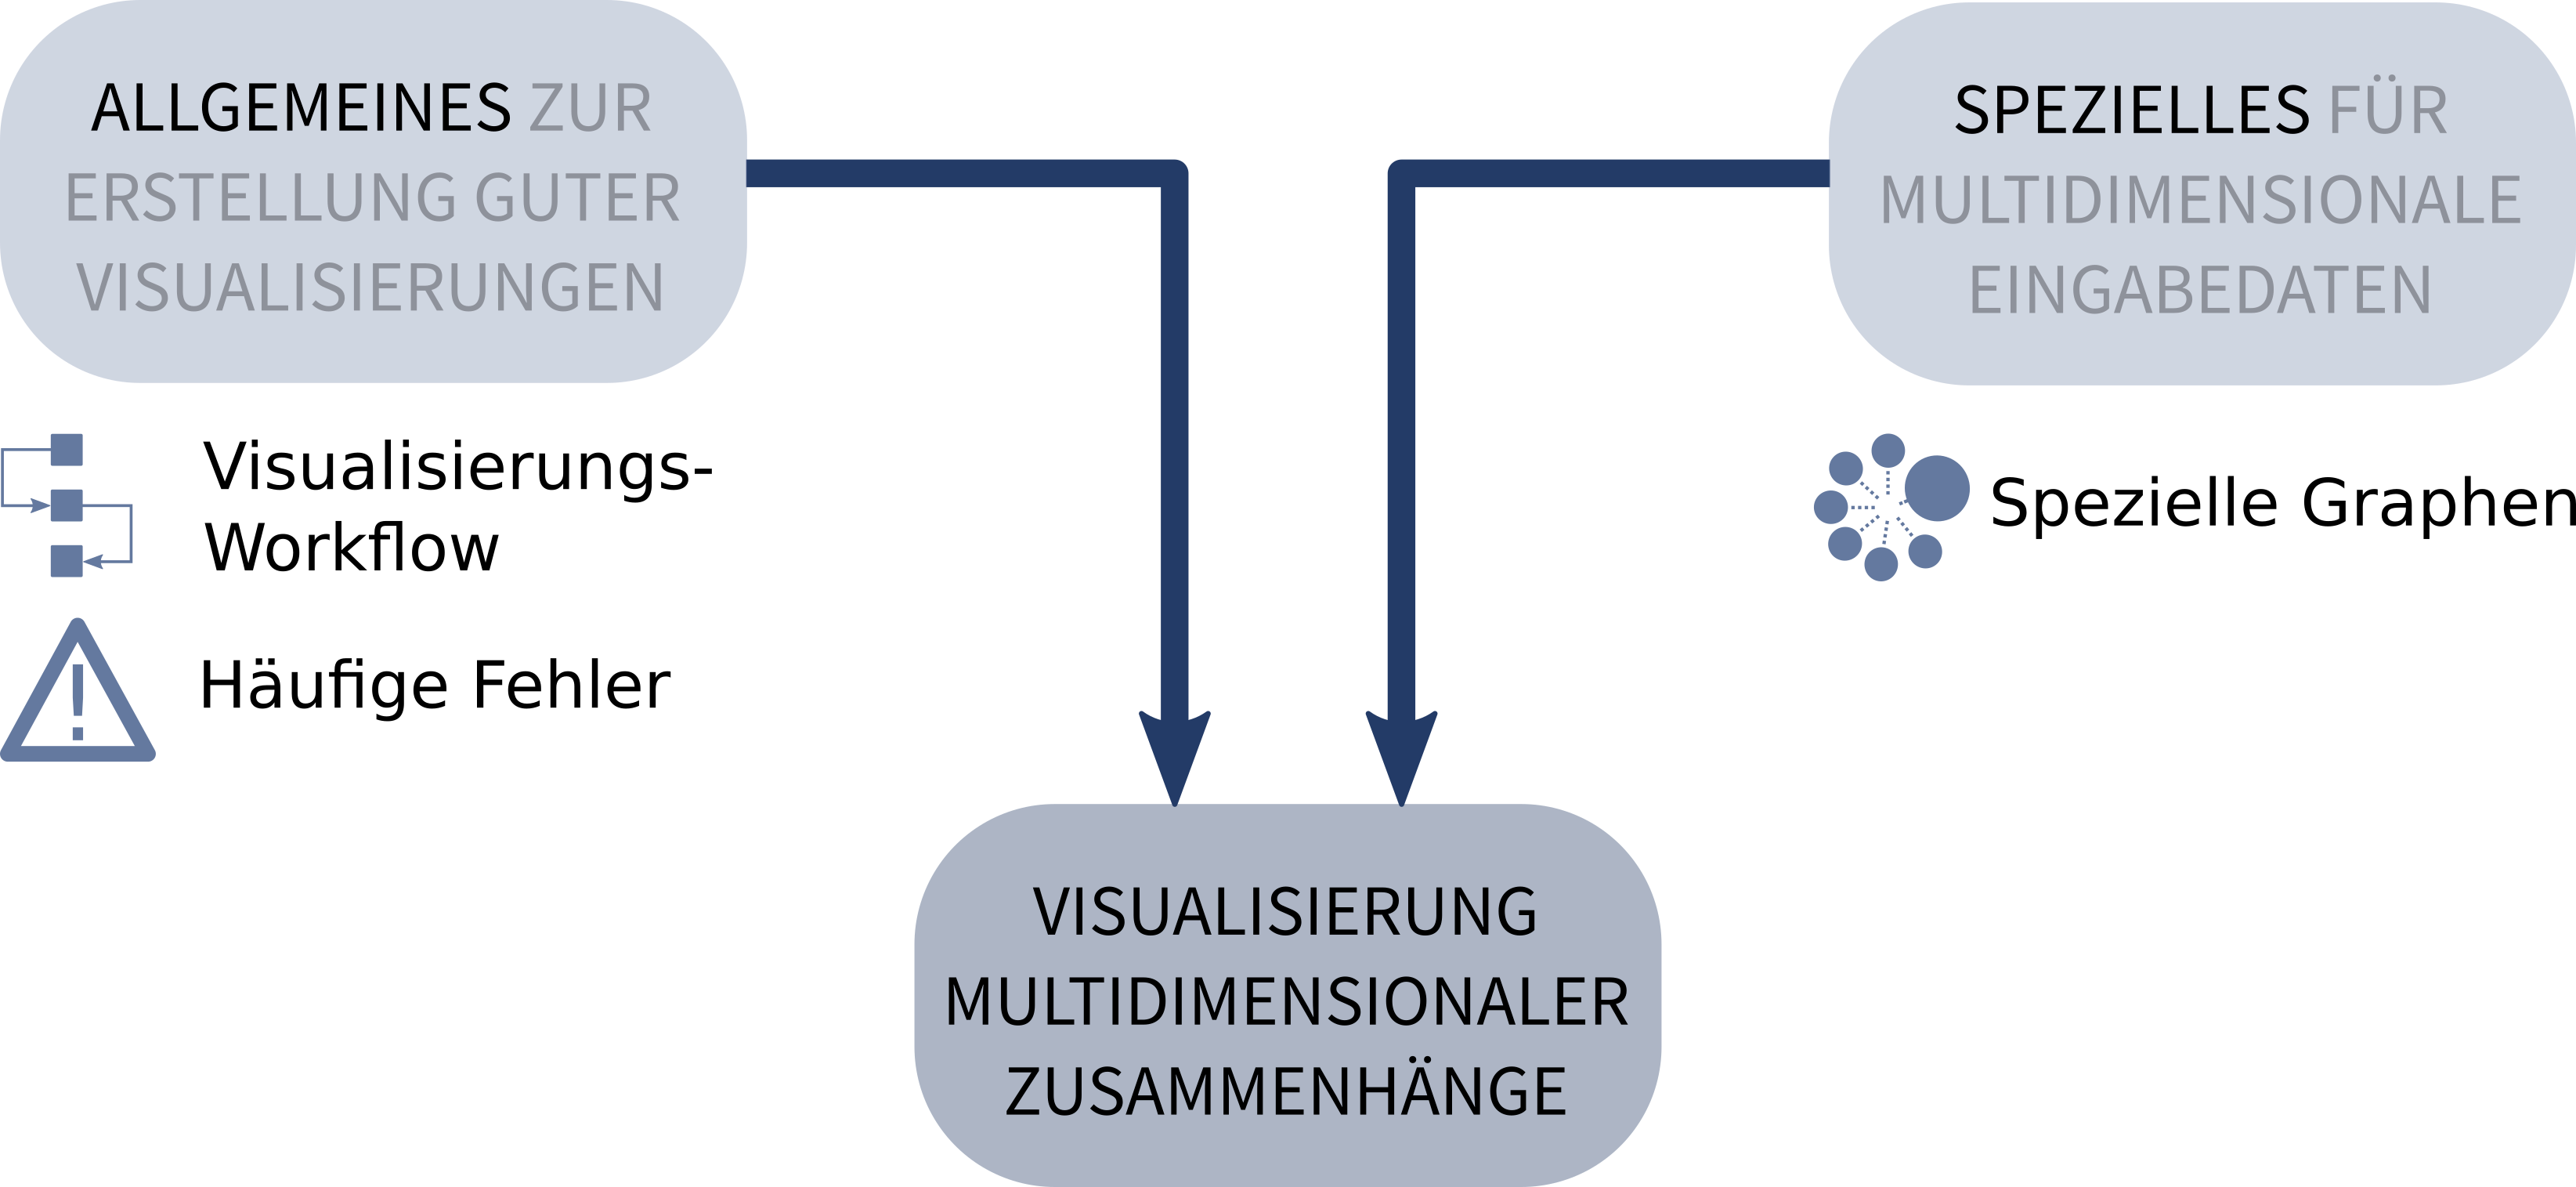 ALLGEMEINES ZUR
ERSTELLUNG GUTER
VISUALISIERUNGEN
Visualisierungs-
Workflow
Häufige Fehler
SPEZIELLES FÜR
MULTIDIMENSIONALE
EINGABEDATEN
Spezielle Graphen
VISUALISIERUNG
MULTIDIMENSIONALER
ZUSAMMENHÄNGE